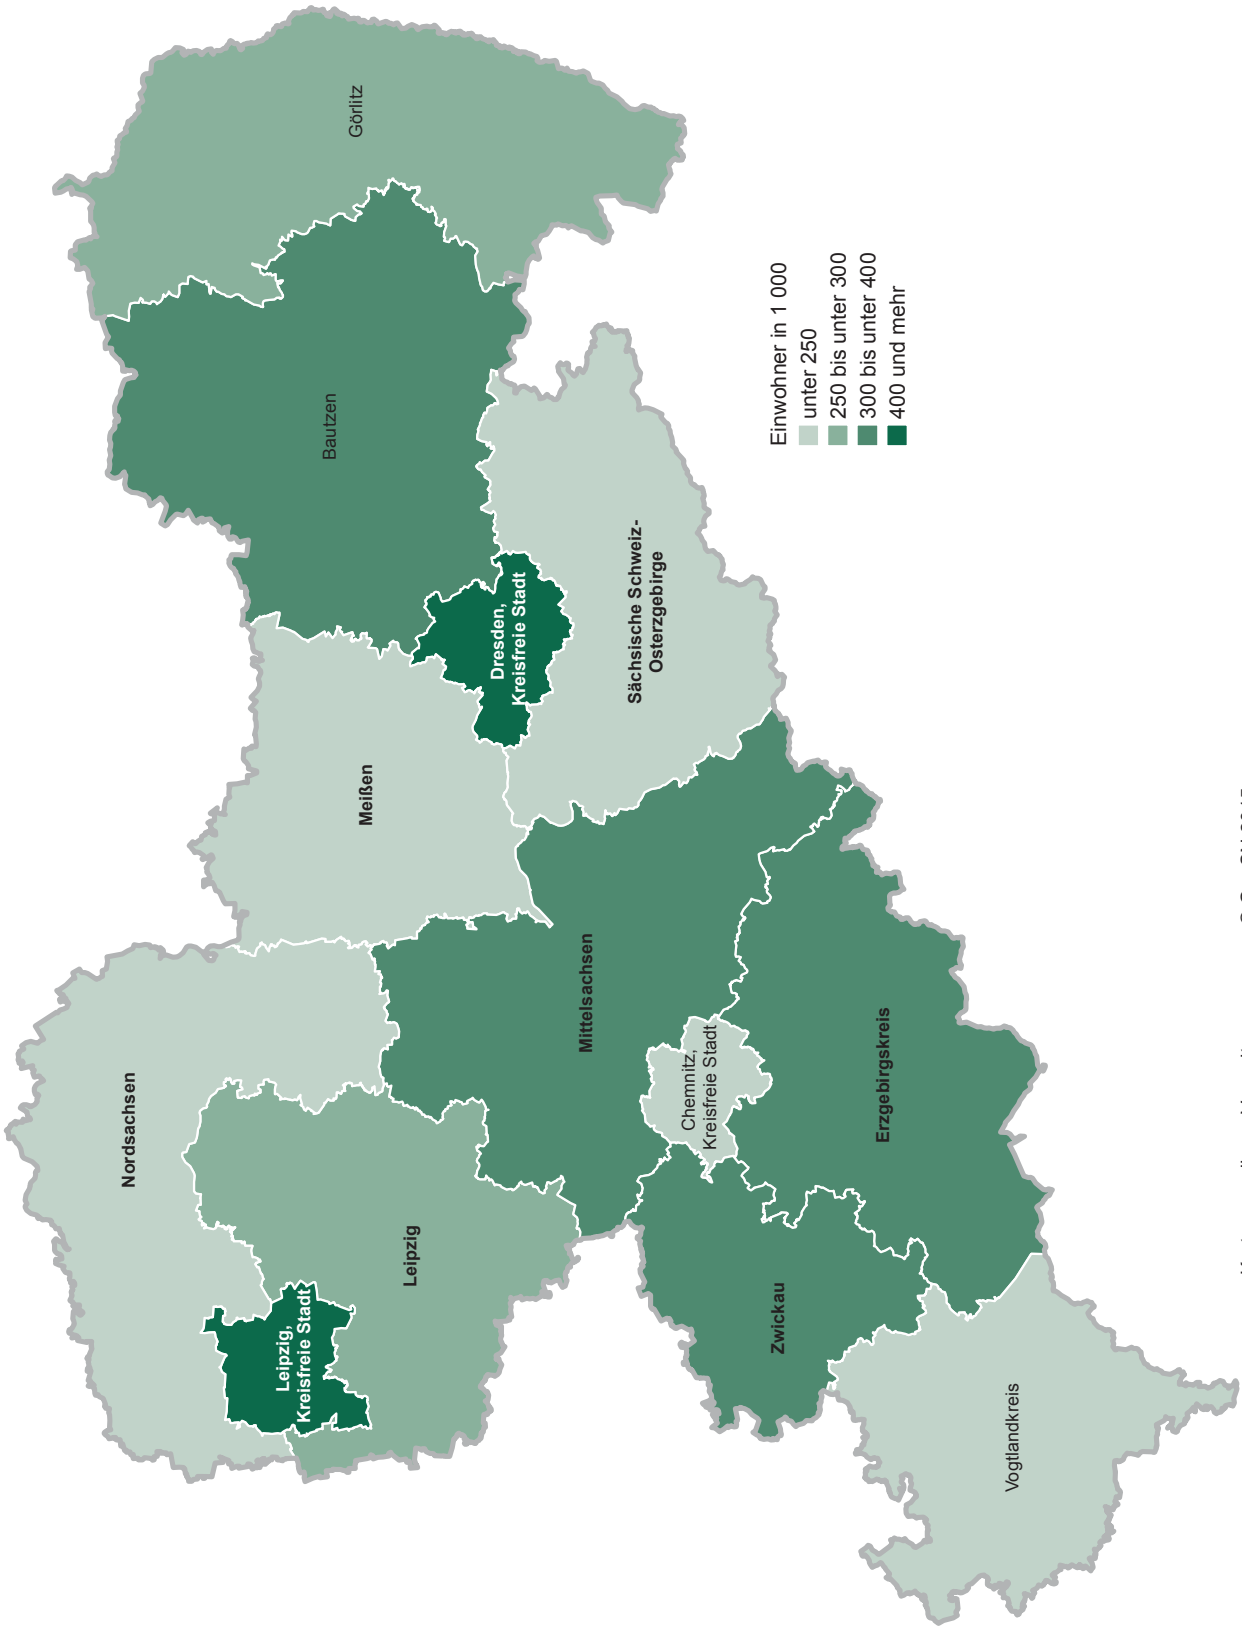 Nordsachsen
Leipzig,
Kreisfreie Stadt
Leipzig
Meißen
Bautzen
Görlitz
Dresden,
Kreisfreie Stadt
Mittelsachsen
Sächsische Schweiz-
Osterzgebirge
Chemnitz,
Kreisfreie Stadt
Zwickau
Erzgebirgskreis
Vogtlandkreis
Einwohner in 1 000
unter 250
250 bis unter 300
300 bis unter 400
400 und mehr